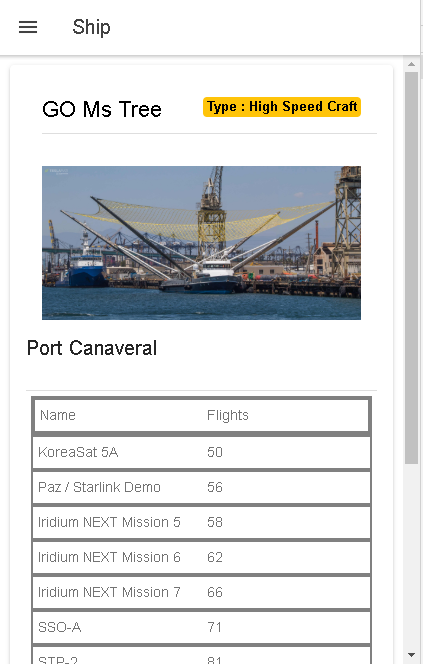 Ship
GO Ms Tree
Type : High Speed Craft
Port Canaveral
Name Flights
KoreaSat 5A 50
Paz / Starlink Demo 56
Iridium NEXT Mission 5 58
Iridium NEXT Mission 6 62
Iridium NEXT Mission 7 66
SSO-A 71
STP-2 81